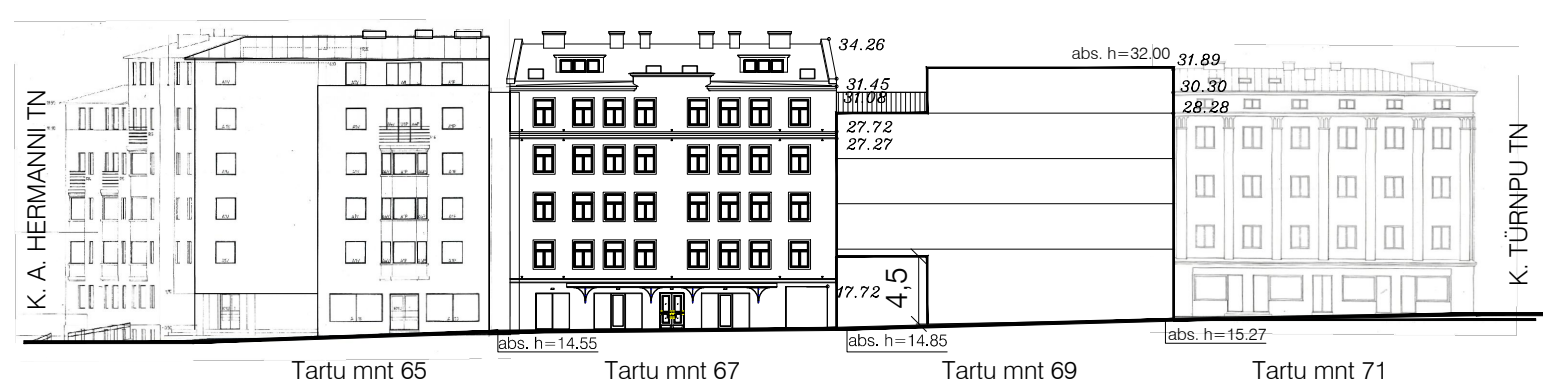 K. A. HERMANNI TN
34.26
31.45
31.08
27.72
27.27
17.72
4,5
abs. h=32.00
31.89
30.30
28.28
K. TÜRNPU TN
abs. h=14.55
abs. h=14.85
abs. h=15.27
Tartu mnt 65
Tartu mnt 67
Tartu mnt 69
Tartu mnt 71